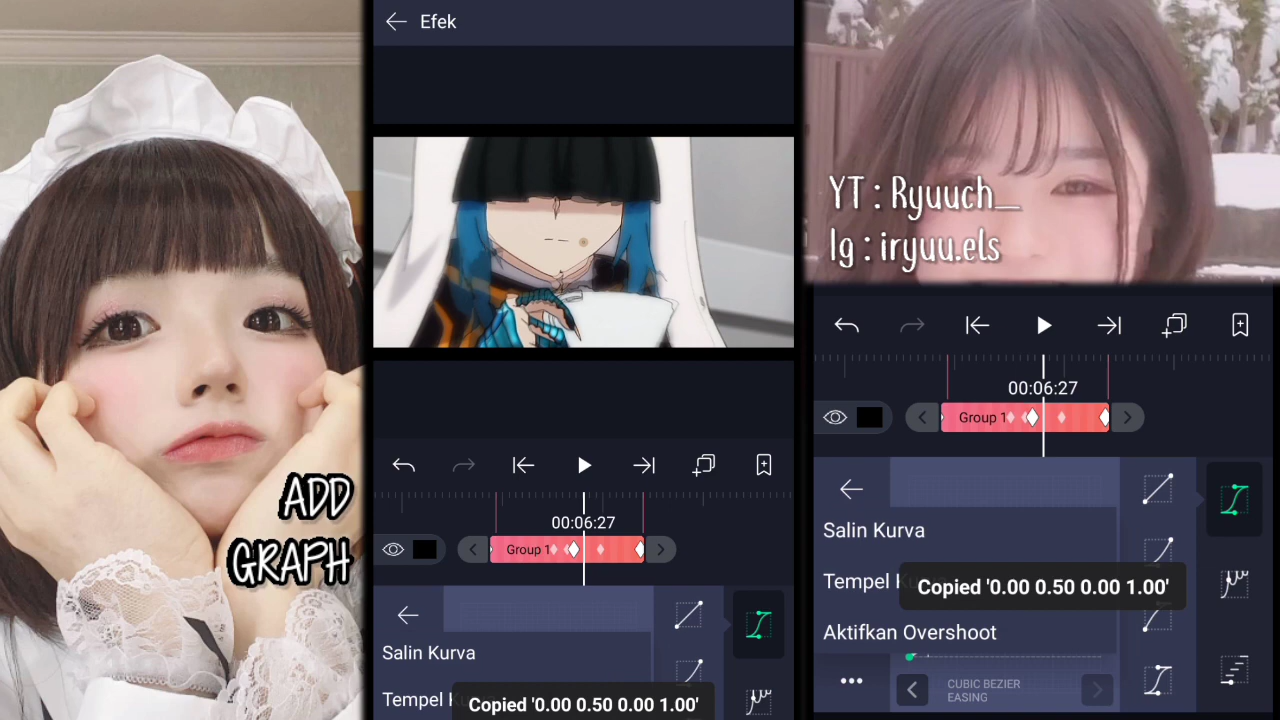 ADD
GRAPH
Efek
00:06:27
Group 1
Salin Kurva
Copied '0.00 0.50 0.00 1.00'
YT : Ryuuch_
Ig : iryuu.els
00:06:27
Group 1
Salin Kurva
Tempel
Copied '0.00 0.50 0.00 1.00'
Aktifkan Overshoot
CUBIC BEZIER
EASING